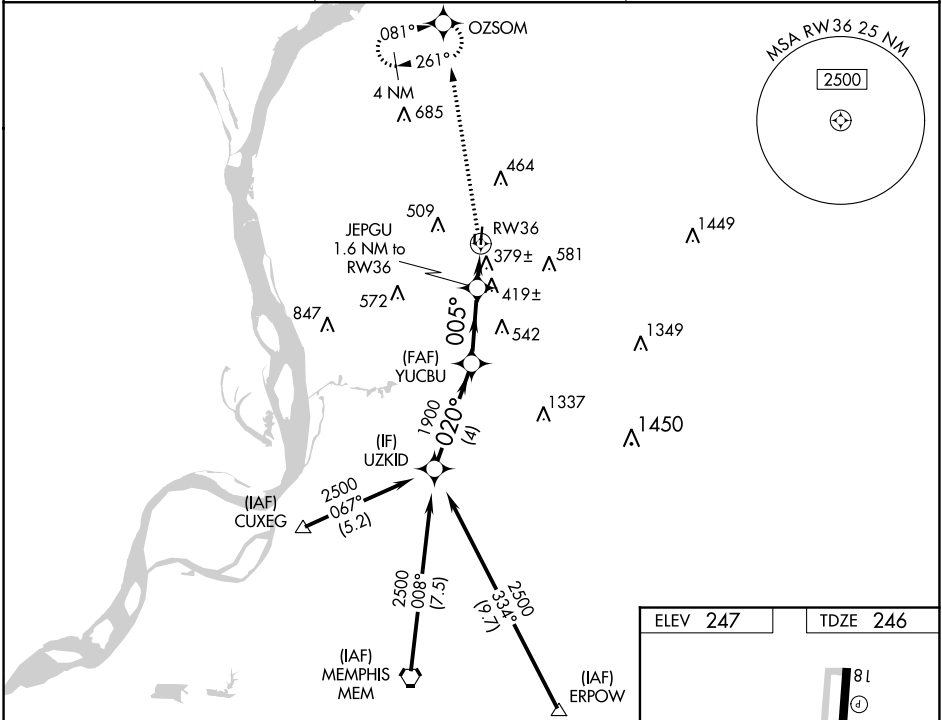 081°
OZSOM
261°
4 NM
685
MSA RW36 25 NM
2500
464
509
RW36
1449
JEPGU
1.6 NM to
RW36
379±
581
572
419±
847
542
1349
005°
(FAF)
YUCBU
1337
1450
1900
020°
(4)
(IF)
UZKID
(IAF)
CUXEG
2500
067°
(5.2)
2500
008°
(7.5)
2500
334°
(9.7)
(IAF)
MEMPHIS
MEM
(IAF)
ERPOW
ELEV 247
TDZE 246
18
P